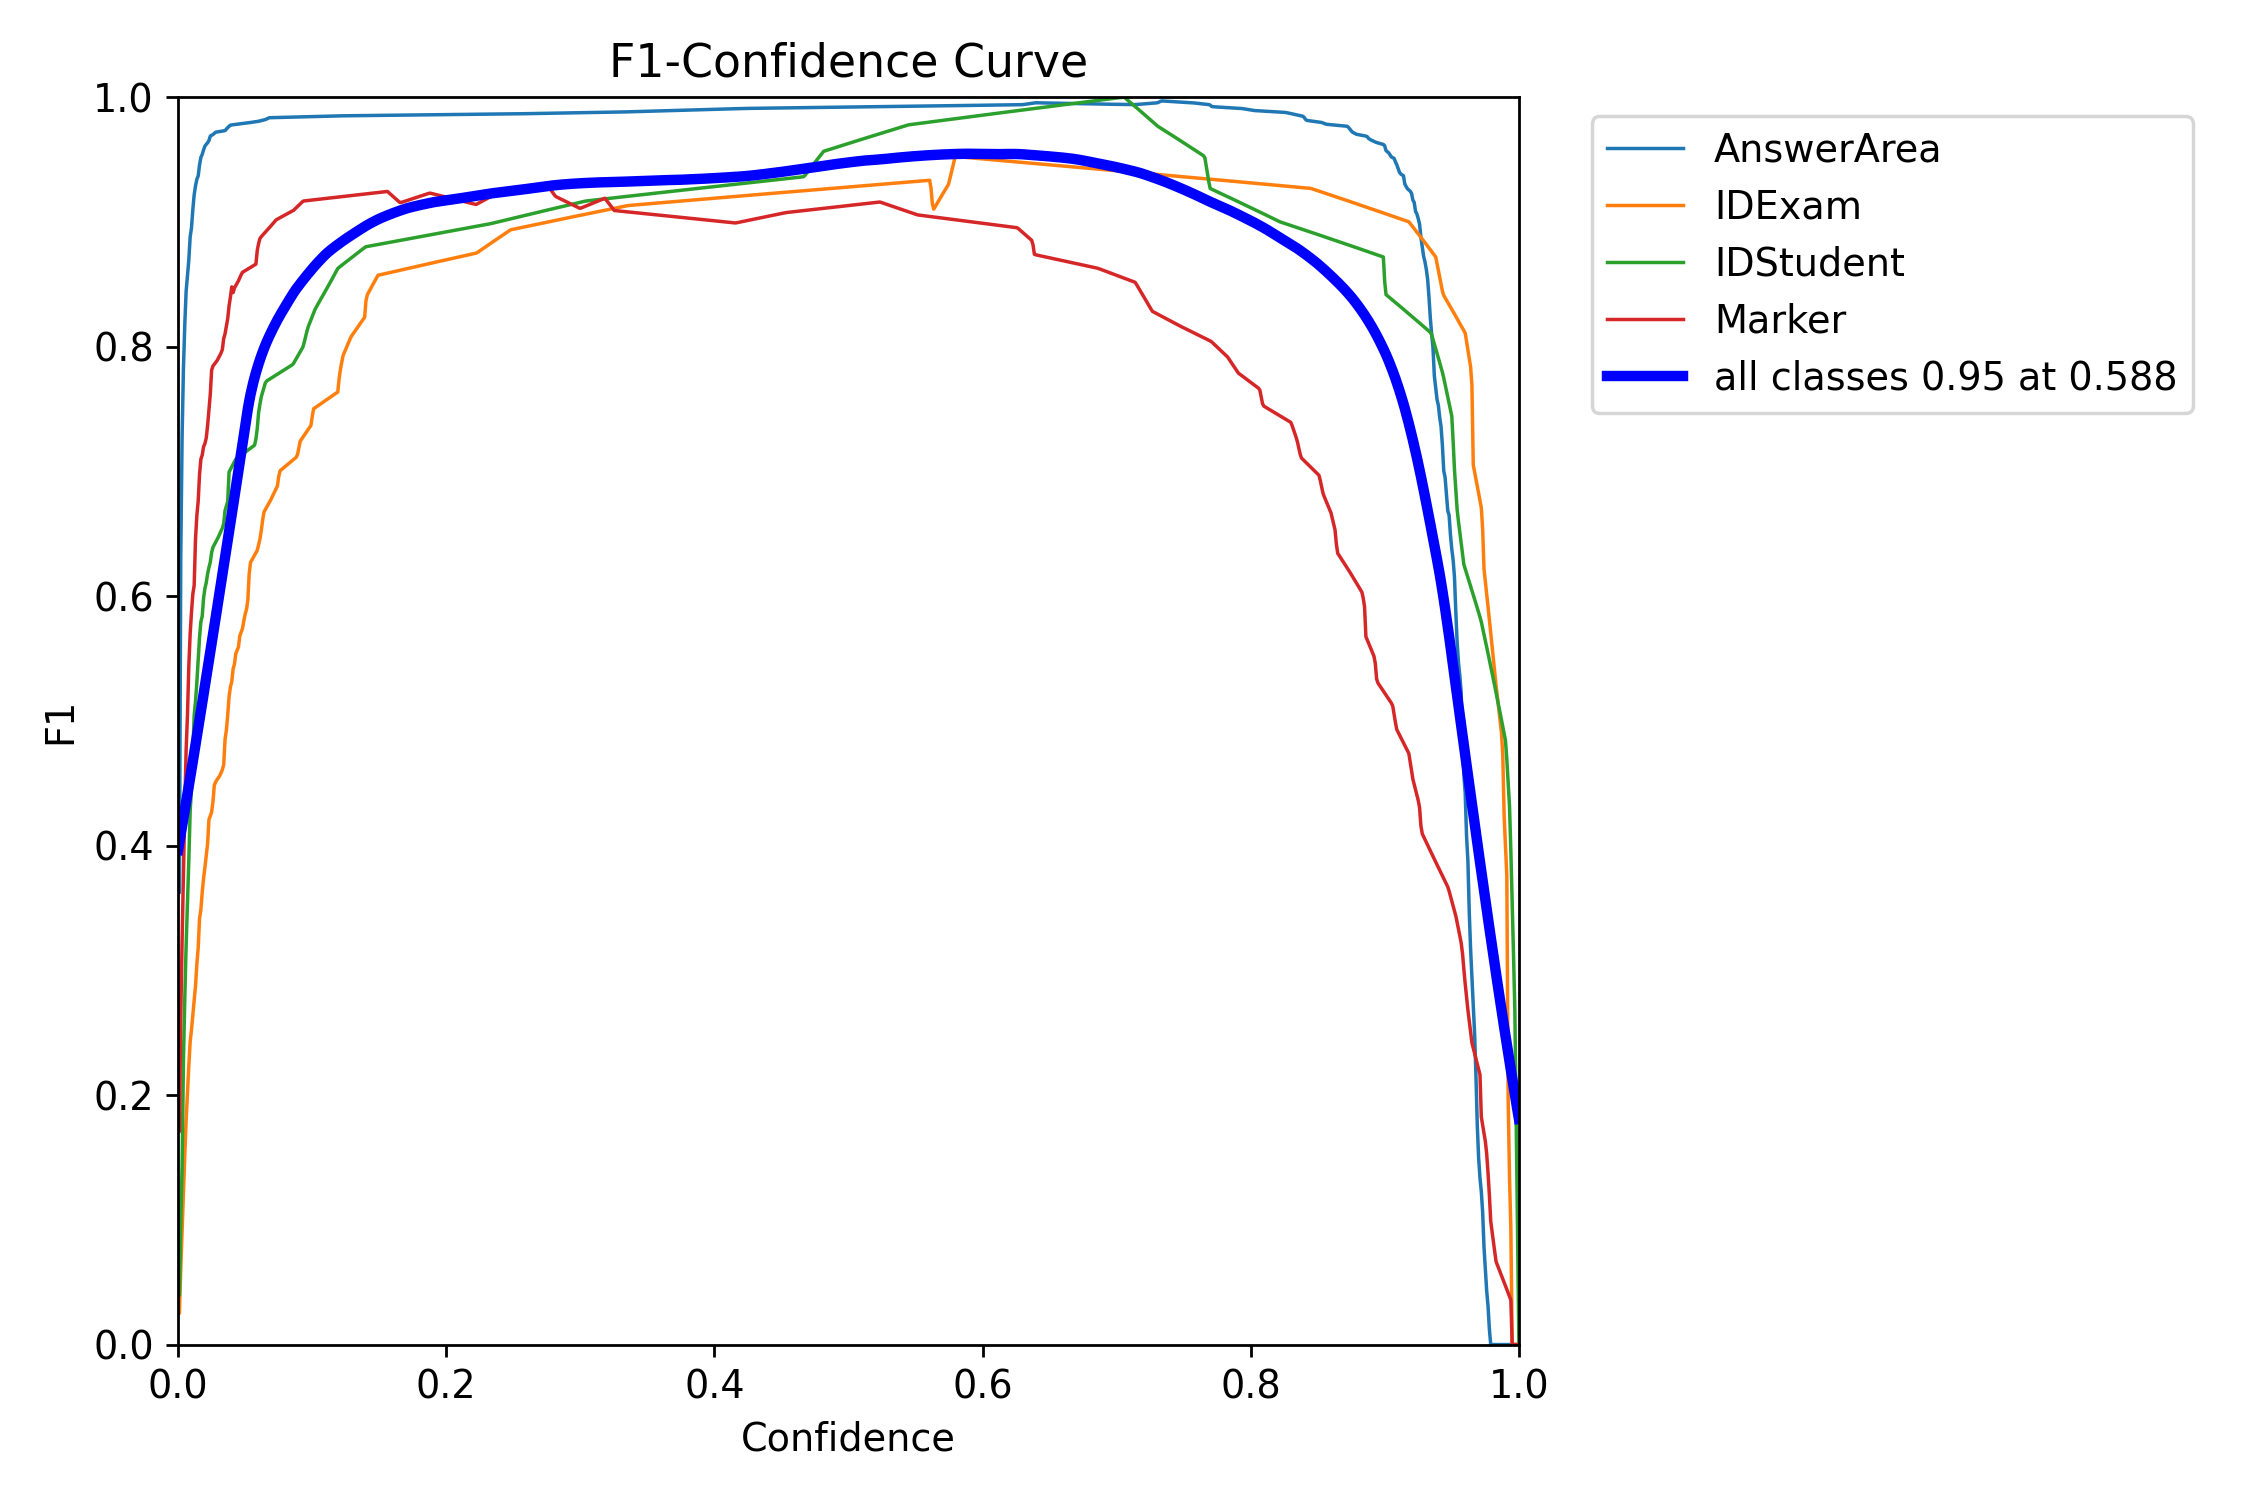 F1-Confidence Curve
1.0
0.8
0.6
0.4
0.2
0.0
F1
0.0 0.2 0.4 0.6 0.8 1.0
Confidence
AnswerArea
IDExam
IDStudent
Marker
all classes 0.95 at 0.588